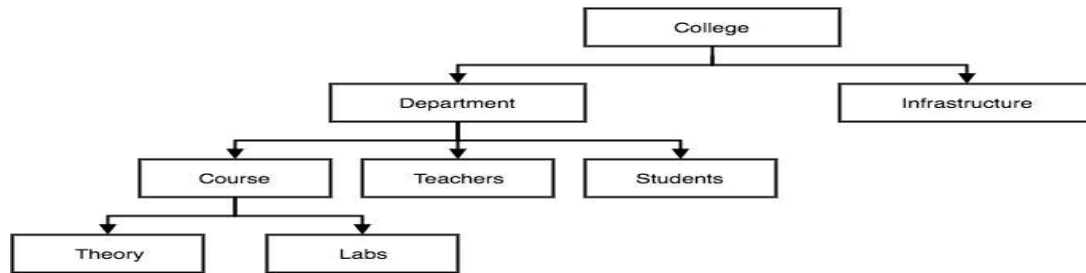 College
Department
Infrastructure
Course
Teachers
Students
Theory
Labs